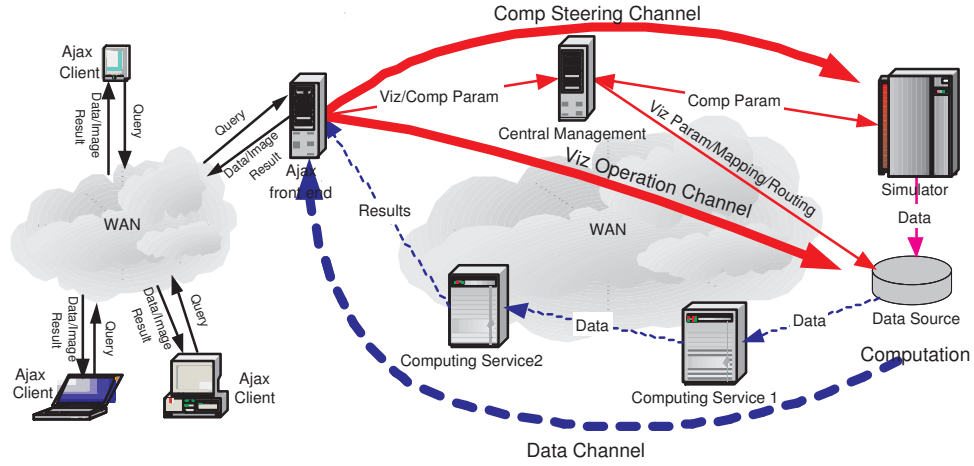 Comp Steering Channel
Ajax
Client
Data/Image
Result
Query
Query
Data/Image
Result
Viz/Comp Param
Comp Param
Central Management
Viz Param/Mapping/Routing
Viz Operation Channel
Ajax
front end
Simulator
WAN
Results
WAN
Data
Data/Image
Result
Query
Data/Image
Result
Query
Data
Data
Data Source
Computing Service2
Computation
Ajax
Client
Ajax
Client
Computing Service 1
Data Channel